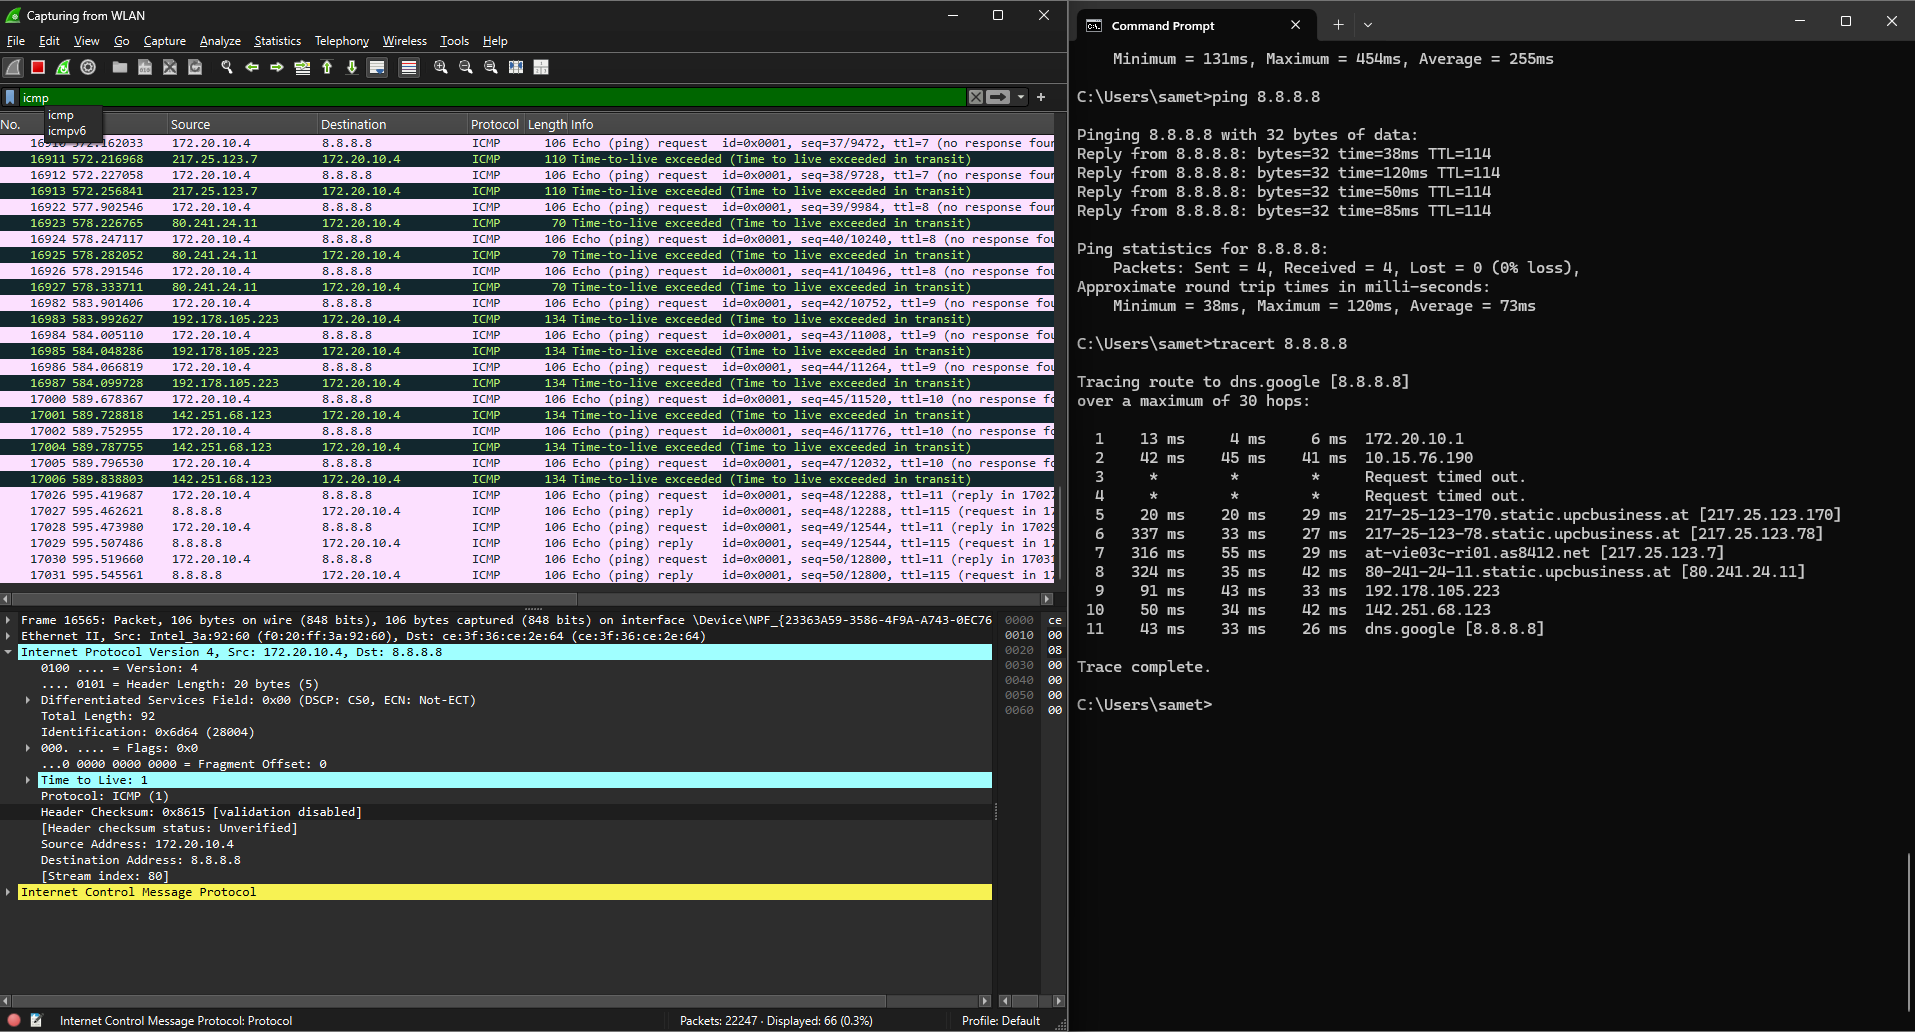 Capturing from WLAN
File Edit View Go Capture Analyze Statistics Telephony Wireless Tools Help
icmp
icmp
icmpv6
No. Source Destination Protocol Length Info
16910 572.162033 172.20.10.4 8.8.8.8 ICMP 106 Echo (ping) request id=0x0001, seq=37/9472, ttl=7 (no response four
16911 572.216968 217.25.123.7 172.20.10.4 ICMP 110 Time-to-live exceeded (Time to live exceeded in transit)
16912 572.227058 172.20.10.4 8.8.8.8 ICMP 106 Echo (ping) request id=0x0001, seq=38/9728, ttl=7 (no response four
16913 572.256841 217.25.123.7 172.20.10.4 ICMP 110 Time-to-live exceeded (Time to live exceeded in transit)
16922 577.902546 172.20.10.4 8.8.8.8 ICMP 106 Echo (ping) request id=0x0001, seq=39/9984, ttl=8 (no response four
16923 578.226765 80.241.24.11 172.20.10.4 ICMP 70 Time-to-live exceeded (Time to live exceeded in transit)
16924 578.247117 172.20.10.4 8.8.8.8 ICMP 106 Echo (ping) request id=0x0001, seq=40/10240, ttl=8 (no response fou
16925 578.282052 80.241.24.11 172.20.10.4 ICMP 70 Time-to-live exceeded (Time to live exceeded in transit)
16926 578.291546 172.20.10.4 8.8.8.8 ICMP 106 Echo (ping) request id=0x0001, seq=41/10496, ttl=8 (no response fou
16927 578.333711 80.241.24.11 172.20.10.4 ICMP 70 Time-to-live exceeded (Time to live exceeded in transit)
16982 583.901406 172.20.10.4 8.8.8.8 ICMP 106 Echo (ping) request id=0x0001, seq=42/10752, ttl=9 (no response fou
16983 583.992627 192.178.105.223 172.20.10.4 ICMP 134 Time-to-live exceeded (Time to live exceeded in transit)
16984 584.005110 172.20.10.4 8.8.8.8 ICMP 106 Echo (ping) request id=0x0001, seq=43/11008, ttl=9 (no response fou
16985 584.048286 192.178.105.223 172.20.10.4 ICMP 134 Time-to-live exceeded (Time to live exceeded in transit)
16986 584.066819 172.20.10.4 8.8.8.8 ICMP 106 Echo (ping) request id=0x0001, seq=44/11264, ttl=9 (no response fou
16987 584.099728 192.178.105.223 172.20.10.4 ICMP 134 Time-to-live exceeded (Time to live exceeded in transit)
17000 589.678367 172.20.10.4 8.8.8.8 ICMP 106 Echo (ping) request id=0x0001, seq=45/11520, ttl=10 (no response fo
17001 589.728818 142.251.68.123 172.20.10.4 ICMP 134 Time-to-live exceeded (Time to live exceeded in transit)
17002 589.752955 172.20.10.4 8.8.8.8 ICMP 106 Echo (ping) request id=0x0001, seq=46/11776, ttl=10 (no response fo
17004 589.787755 142.251.68.123 172.20.10.4 ICMP 134 Time-to-live exceeded (Time to live exceeded in transit)
17005 589.796530 172.20.10.4 8.8.8.8 ICMP 106 Echo (ping) request id=0x0001, seq=47/12032, ttl=10 (no response fo
17006 589.838803 142.251.68.123 172.20.10.4 ICMP 134 Time-to-live exceeded (Time to live exceeded in transit)
17026 595.419687 172.20.10.4 8.8.8.8 ICMP 106 Echo (ping) request id=0x0001, seq=48/12288, ttl=11 (reply in 17027
17027 595.462621 8.8.8.8 172.20.10.4 ICMP 106 Echo (ping) reply id=0x0001, seq=48/12288, ttl=115 (request in 17
17028 595.473980 172.20.10.4 8.8.8.8 ICMP 106 Echo (ping) request id=0x0001, seq=49/12544, ttl=11 (reply in 17029
17029 595.507486 8.8.8.8 172.20.10.4 ICMP 106 Echo (ping) reply id=0x0001, seq=49/12544, ttl=115 (request in 17
17030 595.519660 172.20.10.4 8.8.8.8 ICMP 106 Echo (ping) request id=0x0001, seq=50/12800, ttl=11 (reply in 17031
17031 595.545561 8.8.8.8 172.20.10.4 ICMP 106 Echo (ping) reply id=0x0001, seq=50/12800, ttl=115 (request in 17
Frame 16565: Packet, 106 bytes on wire (848 bits), 106 bytes captured (848 bits) on interface \Device\NPF_{23363A59-3586-4F9A-A743-0EC76
Ethernet II, Src: Intel_3a:92:60 (f0:20:ff:3a:92:60), Dst: ce:3f:36:ce:2e:64 (ce:3f:36:ce:2e:64)
Internet Protocol Version 4, Src: 172.20.10.4, Dst: 8.8.8.8
0100 .... = Version: 4
.... 0101 = Header Length: 20 bytes (5)
Differentiated Services Field: 0x00 (DSCP: CS0, ECN: Not-ECT)
Total Length: 92
Identification: 0x6d64 (28004)
000. .... = Flags: 0x0
...0 0000 0000 0000 = Fragment Offset: 0
Time to Live: 1
Protocol: ICMP (1)
Header Checksum: 0x8615 [validation disabled]
[Header checksum status: Unverified]
Source Address: 172.20.10.4
Destination Address: 8.8.8.8
[Stream index: 80]
Internet Control Message Protocol
0000 ce
0010 00
0020 08
0030 00
0040 00
0050 00
0060 00
Internet Control Message Protocol: Protocol
Packets: 22247 · Displayed: 66 (0.3%)
Profile: Default
Command Prompt
Minimum = 131ms, Maximum = 454ms, Average = 255ms
C:\Users\samet>ping 8.8.8.8
Pinging 8.8.8.8 with 32 bytes of data:
Reply from 8.8.8.8: bytes=32 time=38ms TTL=114
Reply from 8.8.8.8: bytes=32 time=120ms TTL=114
Reply from 8.8.8.8: bytes=32 time=50ms TTL=114
Reply from 8.8.8.8: bytes=32 time=85ms TTL=114
Ping statistics for 8.8.8.8:
Packets: Sent = 4, Received = 4, Lost = 0 (0% loss),
Approximate round trip times in milli-seconds:
Minimum = 38ms, Maximum = 120ms, Average = 73ms
C:\Users\samet>tracert 8.8.8.8
Tracing route to dns.google [8.8.8.8]
over a maximum of 30 hops:
1 13 ms 4 ms 6 ms 172.20.10.1
2 42 ms 45 ms 41 ms 10.15.76.190
3 * * * Request timed out.
4 * * * Request timed out.
5 20 ms 20 ms 29 ms 217-25-123-170.static.upcbusiness.at [217.25.123.170]
6 337 ms 33 ms 27 ms 217-25-123-78.static.upcbusiness.at [217.25.123.78]
7 316 ms 55 ms 29 ms at-vie03c-ri01.as8412.net [217.25.123.7]
8 324 ms 35 ms 42 ms 80-241-24-11.static.upcbusiness.at [80.241.24.11]
9 91 ms 43 ms 33 ms 192.178.105.223
10 50 ms 34 ms 42 ms 142.251.68.123
11 43 ms 33 ms 26 ms dns.google [8.8.8.8]
Trace complete.
C:\Users\samet>